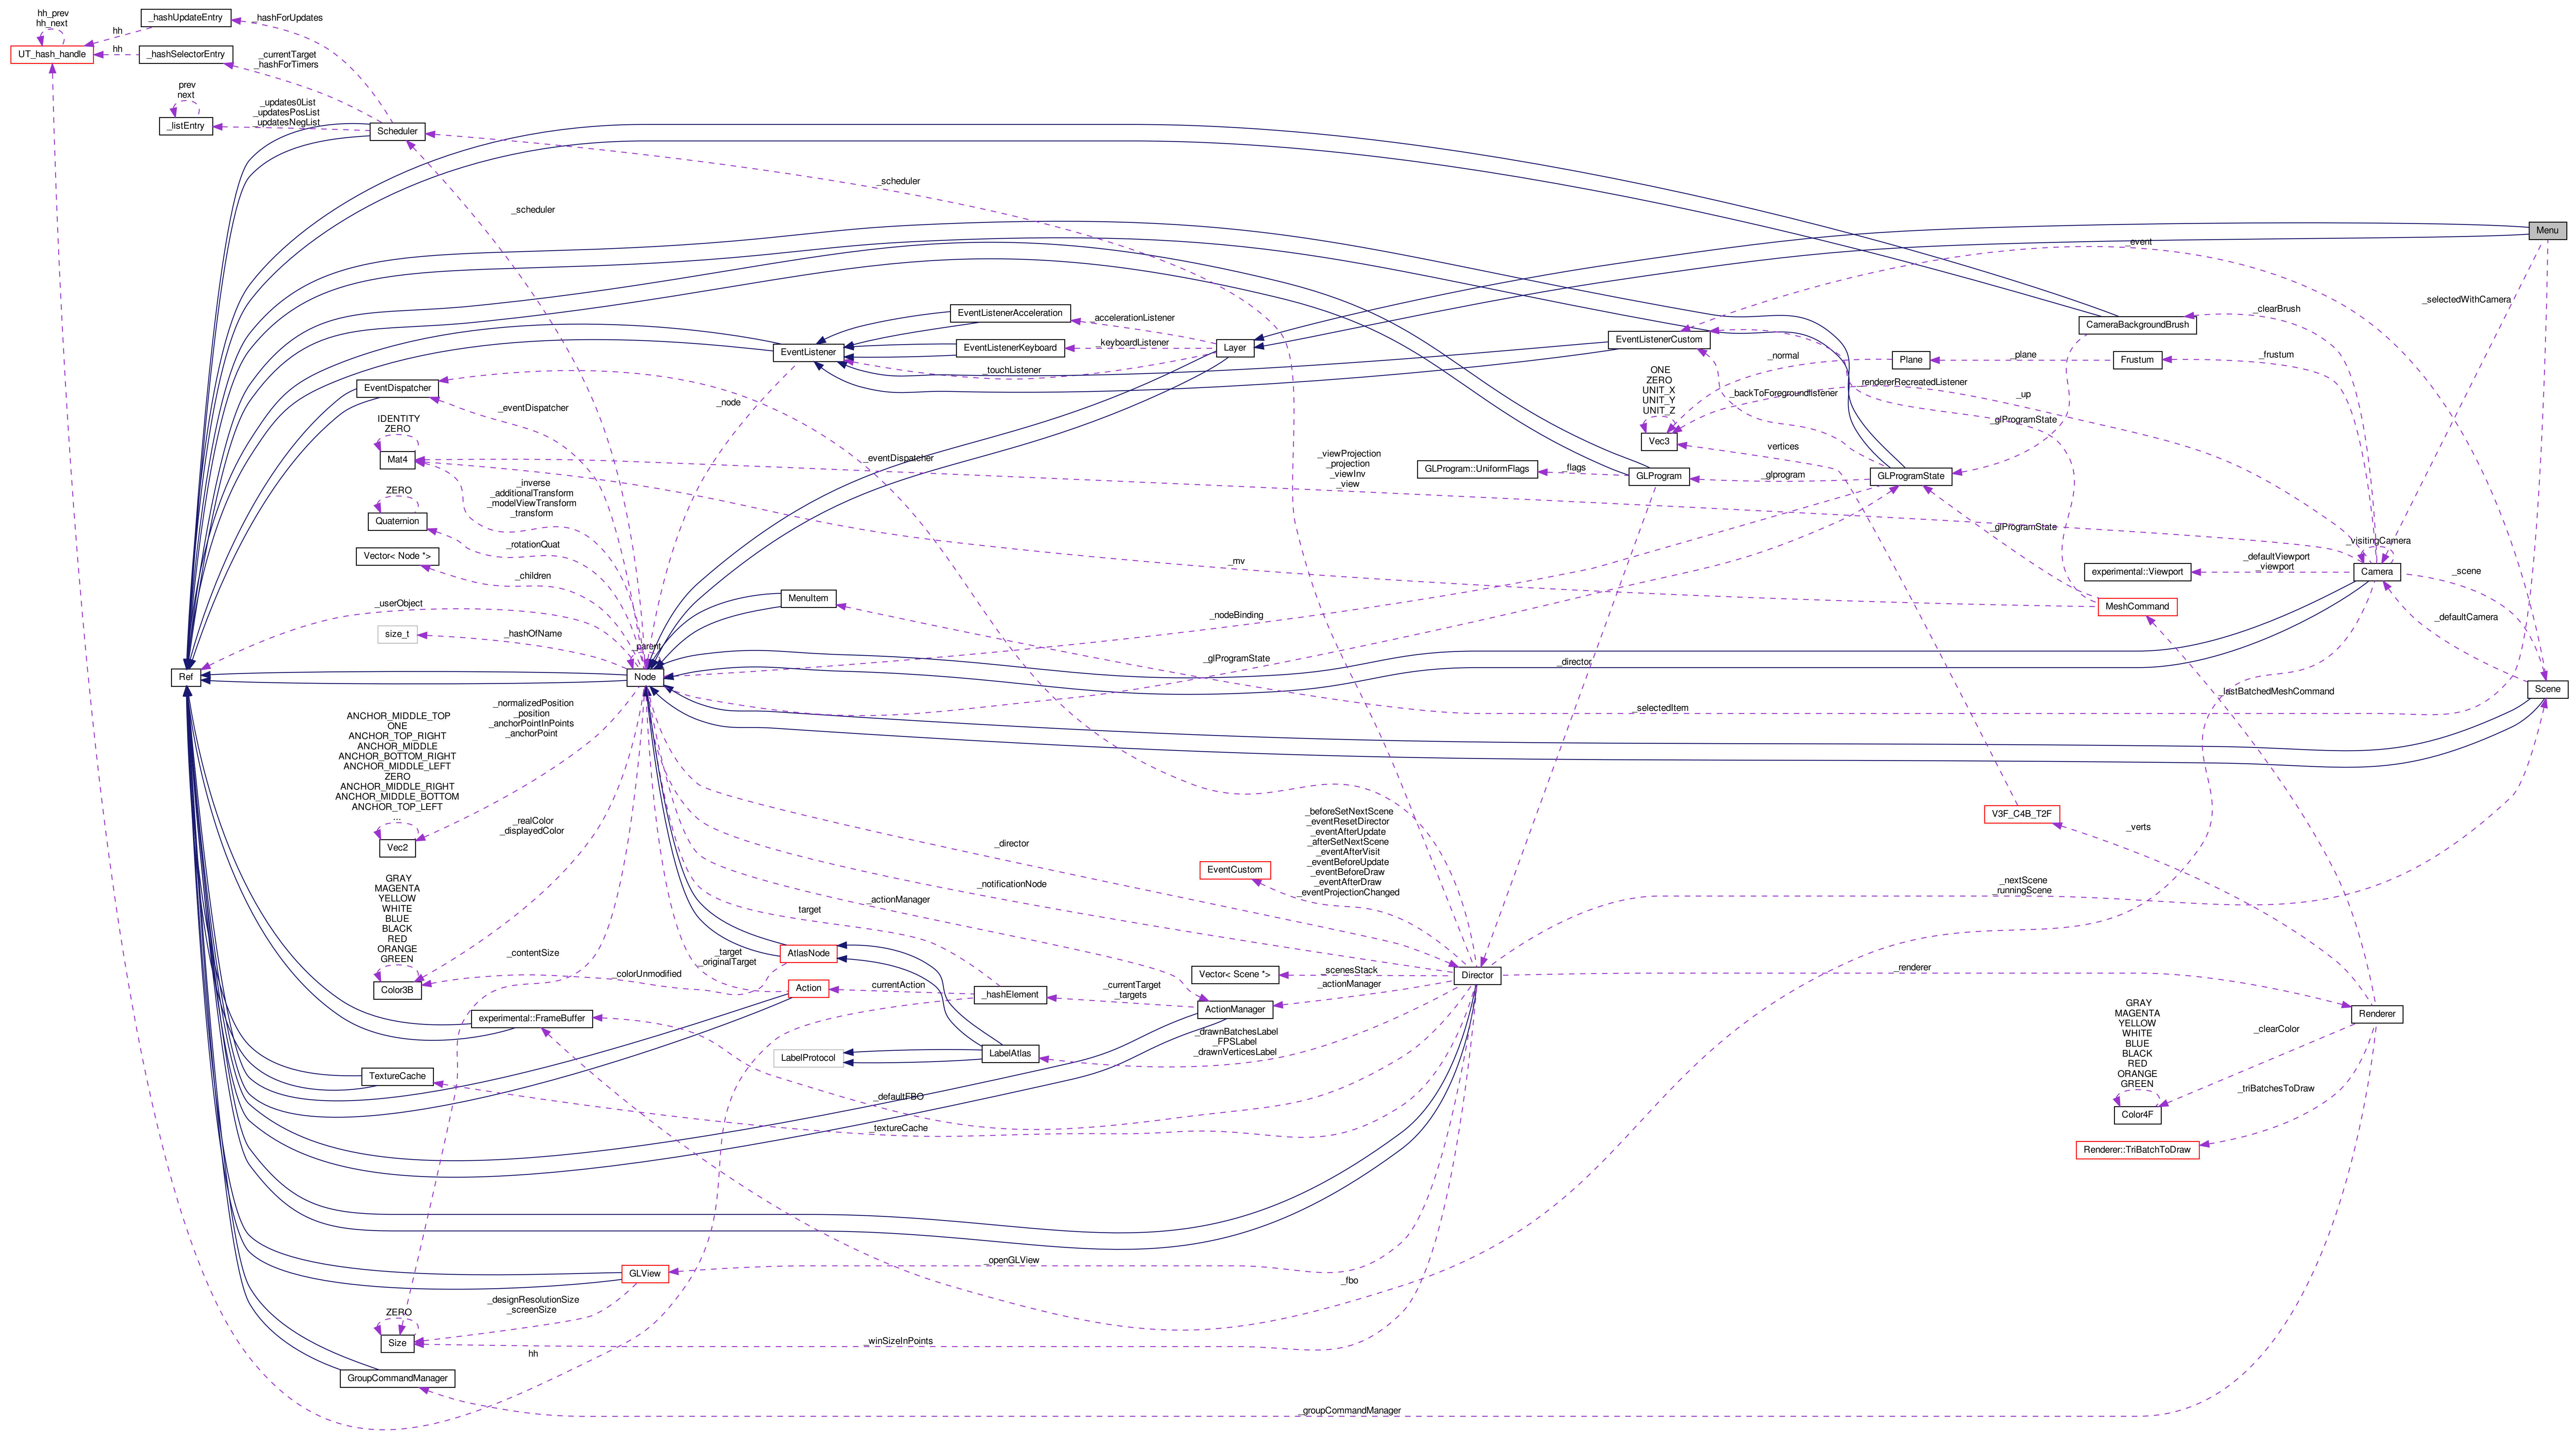 hh_prev
hh_next
_hashUpdateEntry
_hashForUpdates
hh
UT_hash_handle
hh
_hashSelectorEntry
_currentTarget
_hashForTimers
prev
next
_listEntry
_updates0List
_updatesPosList
_updatesNegList
Scheduler
_scheduler
_scheduler
Menu
_event
_selectedWithCamera
EventListenerAcceleration
_accelerationListener
_clearBrush
CameraBackgroundBrush
EventListener
EventListenerKeyboard
_keyboardListener
Layer
EventListenerCustom
_touchListener
_normal
Plane
_plane
Frustum
_frustum
EventDispatcher
_eventDispatcher
_node
ONE
ZERO
UNIT_X
UNIT_Y
UNIT_Z
_backToForegroundlistener
_rendererRecreatedListener
_up
IDENTITY
ZERO
Mat4
_glProgramState
Vec3
vertices
_eventDispatcher
_viewProjection
_projection
_viewInv
_view
GLProgram::UniformFlags
_flags
GLProgram
_glprogram
GLProgramState
ZERO
Quaternion
_inverse
_additionalTransform
_modelViewTransform
_transform
_glProgramState
_rotationQuat
_visitingCamera
Vector< Node *>
_children
_mv
experimental::Viewport
_defaultViewport
_viewport
Camera
_scene
_userObject
MenuItem
MeshCommand
_nodeBinding
_defaultCamera
size_t
_hashOfName
_parent
_glProgramState
_director
Ref
Node
Scene
_lastBatchedMeshCommand
_selectedItem
_normalizedPosition
_position
_anchorPointInPoints
_anchorPoint
ANCHOR_MIDDLE_TOP
ONE
ANCHOR_TOP_RIGHT
ANCHOR_MIDDLE
ANCHOR_BOTTOM_RIGHT
ANCHOR_MIDDLE_LEFT
ZERO
ANCHOR_MIDDLE_RIGHT
ANCHOR_MIDDLE_BOTTOM
ANCHOR_TOP_LEFT
...
Vec2
_realColor
_displayedColor
_director
_beforeSetNextScene
_eventResetDirector
_eventAfterUpdate
_afterSetNextScene
_eventAfterVisit
_eventBeforeUpdate
_eventBeforeDraw
_eventAfterDraw
_eventProjectionChanged
EventCustom
V3F_C4B_T2F
_verts
GRAY
MAGENTA
YELLOW
WHITE
BLUE
BLACK
RED
ORANGE
GREEN
Color3B
_notificationNode
_actionManager
target
_nextScene
_runningScene
_contentSize
AtlasNode
_target
_originalTarget
_colorUnmodified
Action
currentAction
_hashElement
_currentTarget
_targets
Vector< Scene *>
_scenesStack
Director
_renderer
_actionManager
ActionManager
experimental::FrameBuffer
Renderer
GRAY
MAGENTA
YELLOW
WHITE
BLUE
BLACK
RED
ORANGE
GREEN
Color4F
_clearColor
_drawnBatchesLabel
_FPSLabel
_drawnVerticesLabel
LabelProtocol
LabelAtlas
TextureCache
_triBatchesToDraw
_defaultFBO
_textureCache
Renderer::TriBatchToDraw
_openGLView
GLView
_fbo
_designResolutionSize
_screenSize
ZERO
Size
_winSizeInPoints
hh
GroupCommandManager
_groupCommandManager